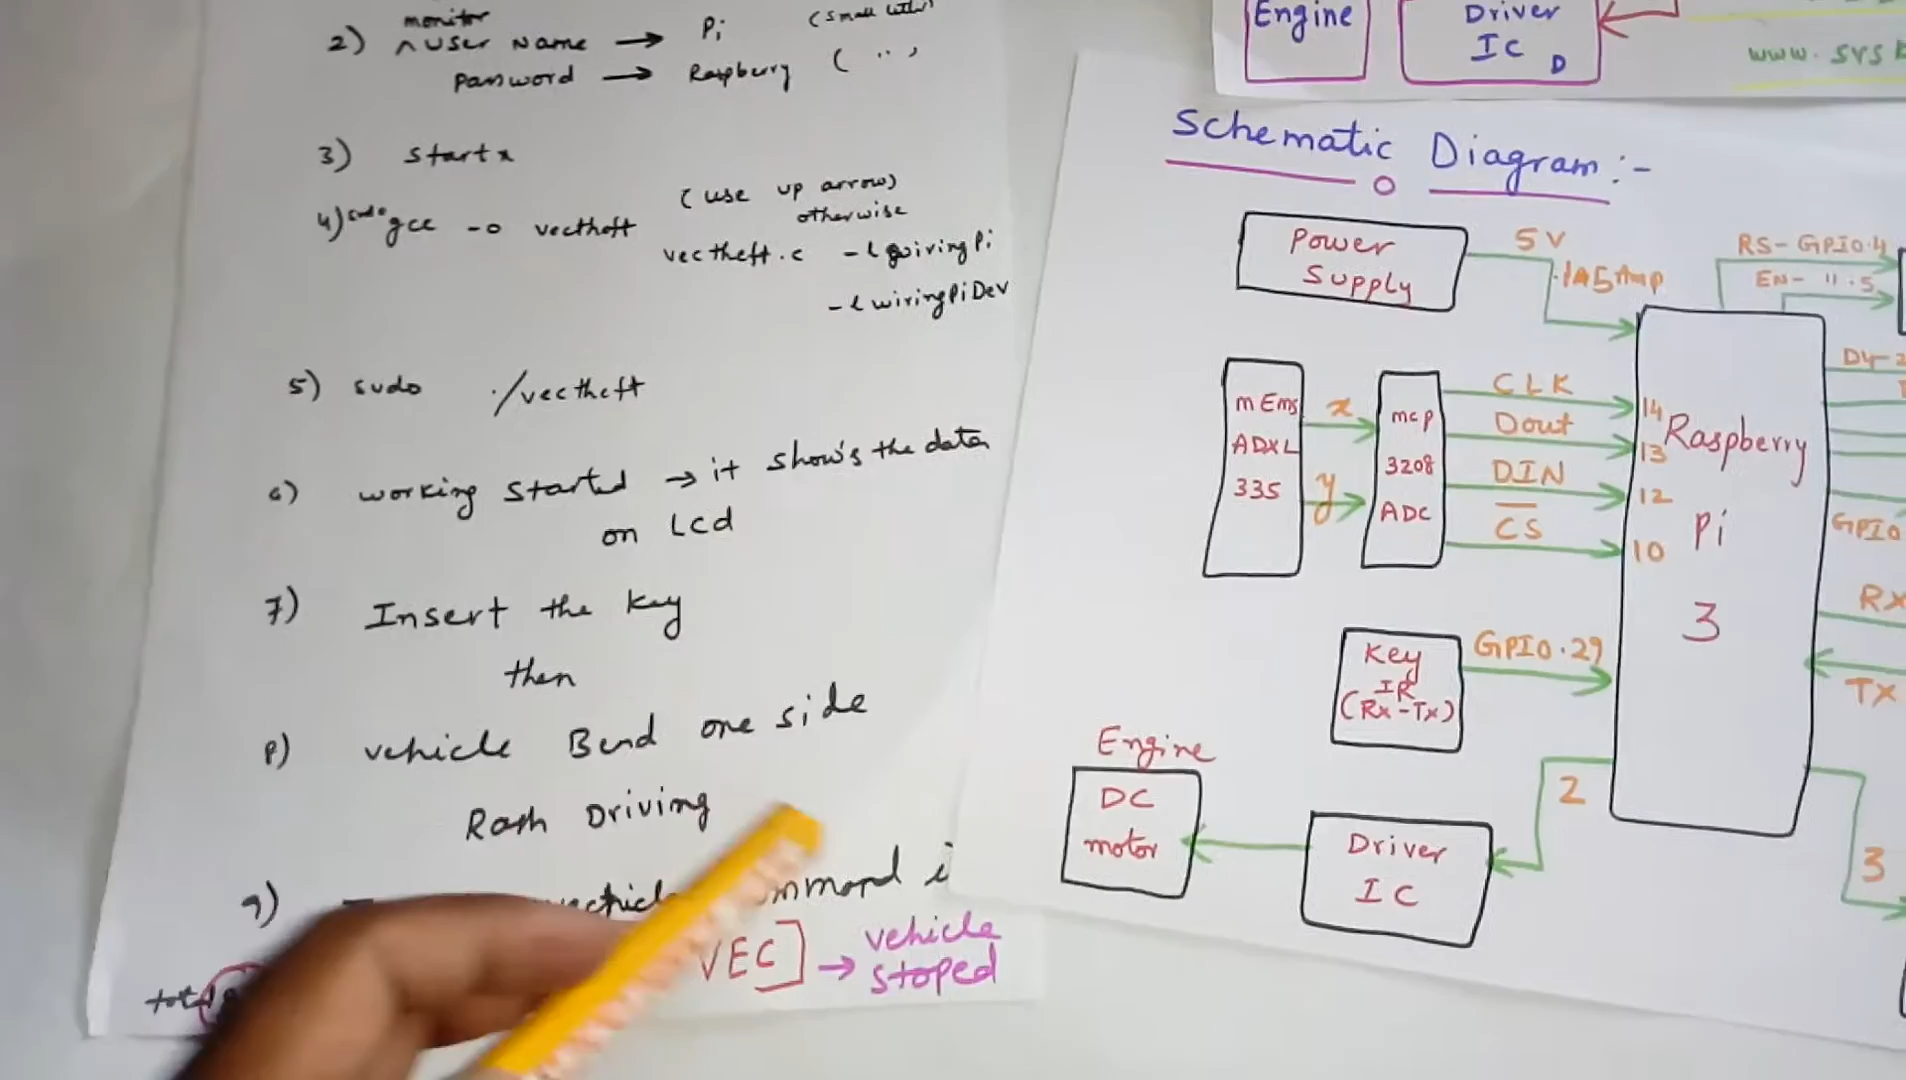 monitor
2) ^ User Name → Pi
password → Raspberry ( " ,
3) startx
(use up arrow)
otherwise
4) sudo gcc -o vectheft vectheft.c -lwiringPi
-lwiringPiDev
5) sudo ./vectheft
6) working started → it show's the data
on Lcd
7) Insert the key
then
8) vehicle Bend one side
Rash Driving
9)
VEC] → vehicle
stoped
Engine
Driver
IC D
Schematic Diagram:-
Power
Supply
5V
RS-GPIO.4
EN- 11.5
mEms
ADXL
335
x
y
mcp
3208
ADC
CLK
Dout
DIN
CS
14
13
12
10
Raspberry
Pi
3
GPIO
RX
TX
Key
IR
(Rx-Tx)
GPIO.29
Engine
DC
motor
Driver
IC
2
3